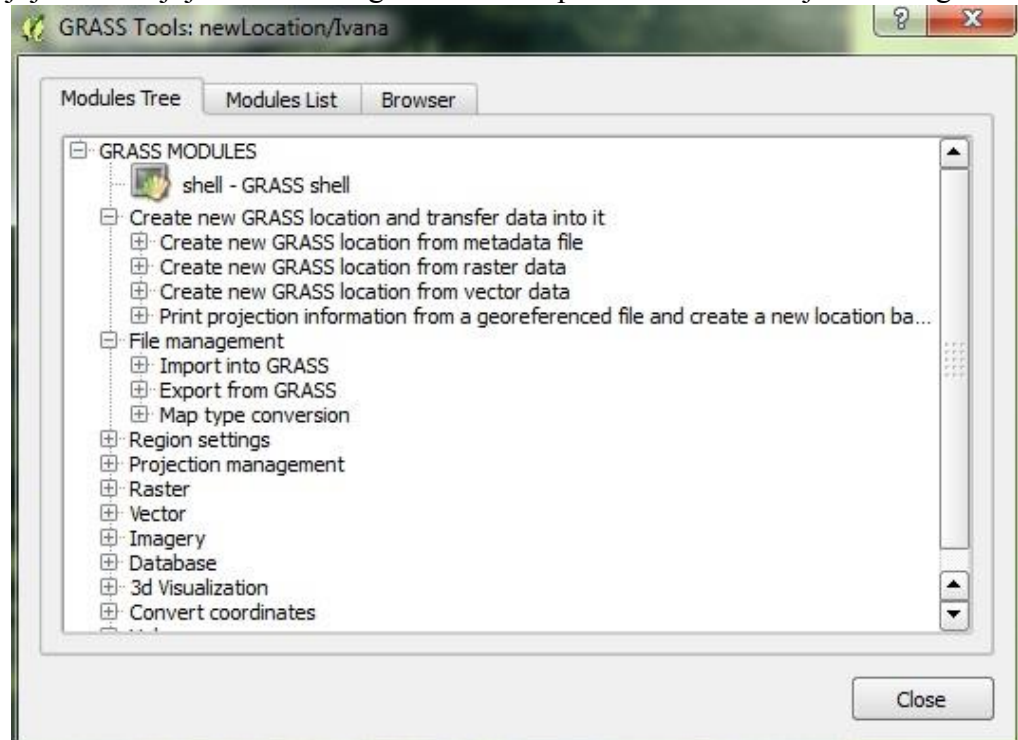 GRASS Tools: newLocation/Ivana
Modules Tree Modules List Browser
GRASS MODULES
shell - GRASS shell
Create new GRASS location and transfer data into it
Create new GRASS location from metadata file
Create new GRASS location from raster data
Create new GRASS location from vector data
Print projection information from a georeferenced file and create a new location ba...
File management
Import into GRASS
Export from GRASS
Map type conversion
Region settings
Projection management
Raster
Vector
Imagery
Database
3d Visualization
Convert coordinates
Close